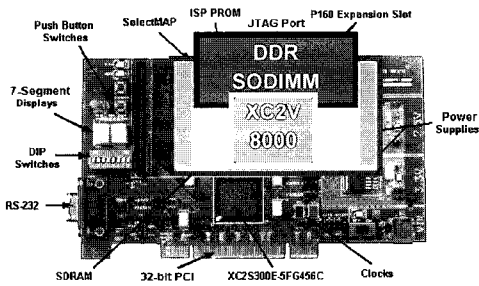 SelectMAP
ISP PROM
JTAG Port
P160 Expansion Slot
Push Button
Switches
7-Segment
Displays
DIP
Switches
RS-232
DDR
SODIMM
XC2V
8000
Power
Supplies
SDRAM
32-bit PCI
XC2S300E-5FG456C
Clocks